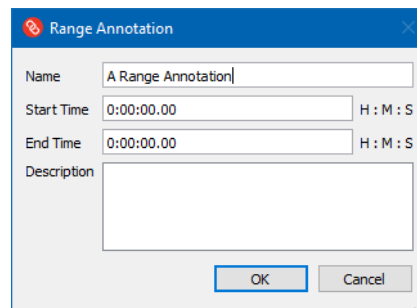 Range Annotation
Name A Range Annotation
Start Time 0:00:00.00 H : M : S
End Time 0:00:00.00 H : M : S
Description
OK Cancel